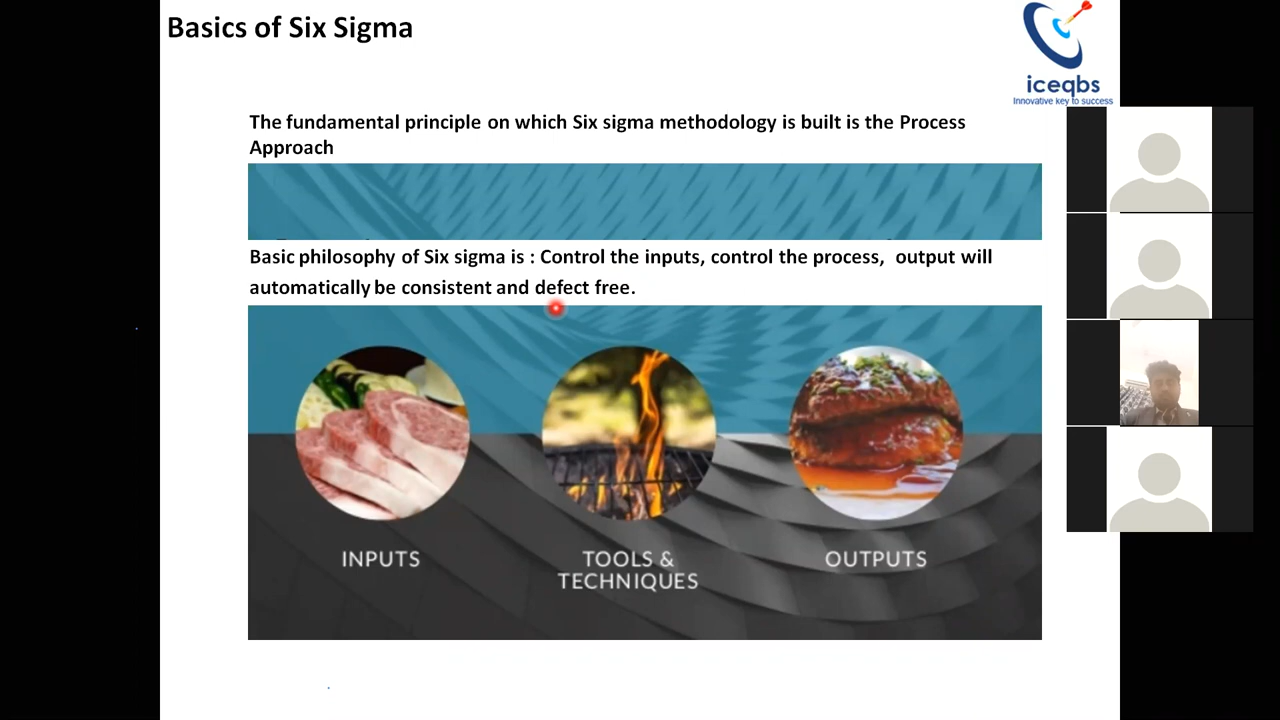 Basics of Six Sigma
iceqbs
Innovative key to success
The fundamental principle on which Six sigma methodology is built is the Process
Approach
Basic philosophy of Six sigma is : Control the inputs, control the process,  output will
automatically be consistent and defect free.
INPUTS
TOOLS &
TECHNIQUES
OUTPUTS